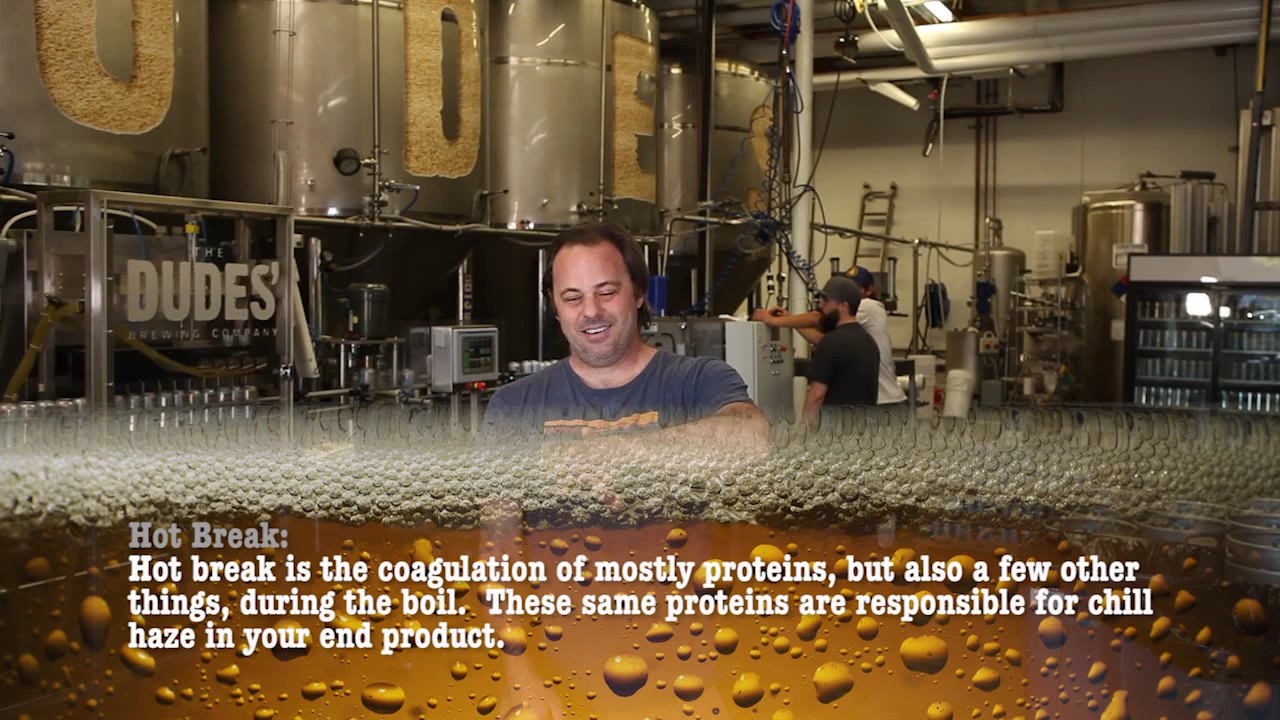 UDES
THE
DUDES'
BREWING COMPANY
Hot Break:
Hot break is the coagulation of mostly proteins, but also a few other
things, during the boil.  These same proteins are responsible for chill
haze in your end product.